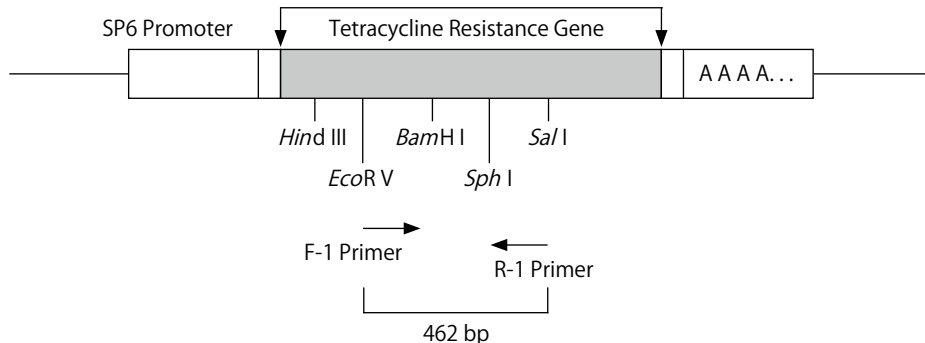 SP6 Promoter
Tetracycline Resistance Gene
A A A A. . .
Hind III
BamH I
Sal I
EcoR V
Sph I
F-1 Primer
R-1 Primer
462 bp